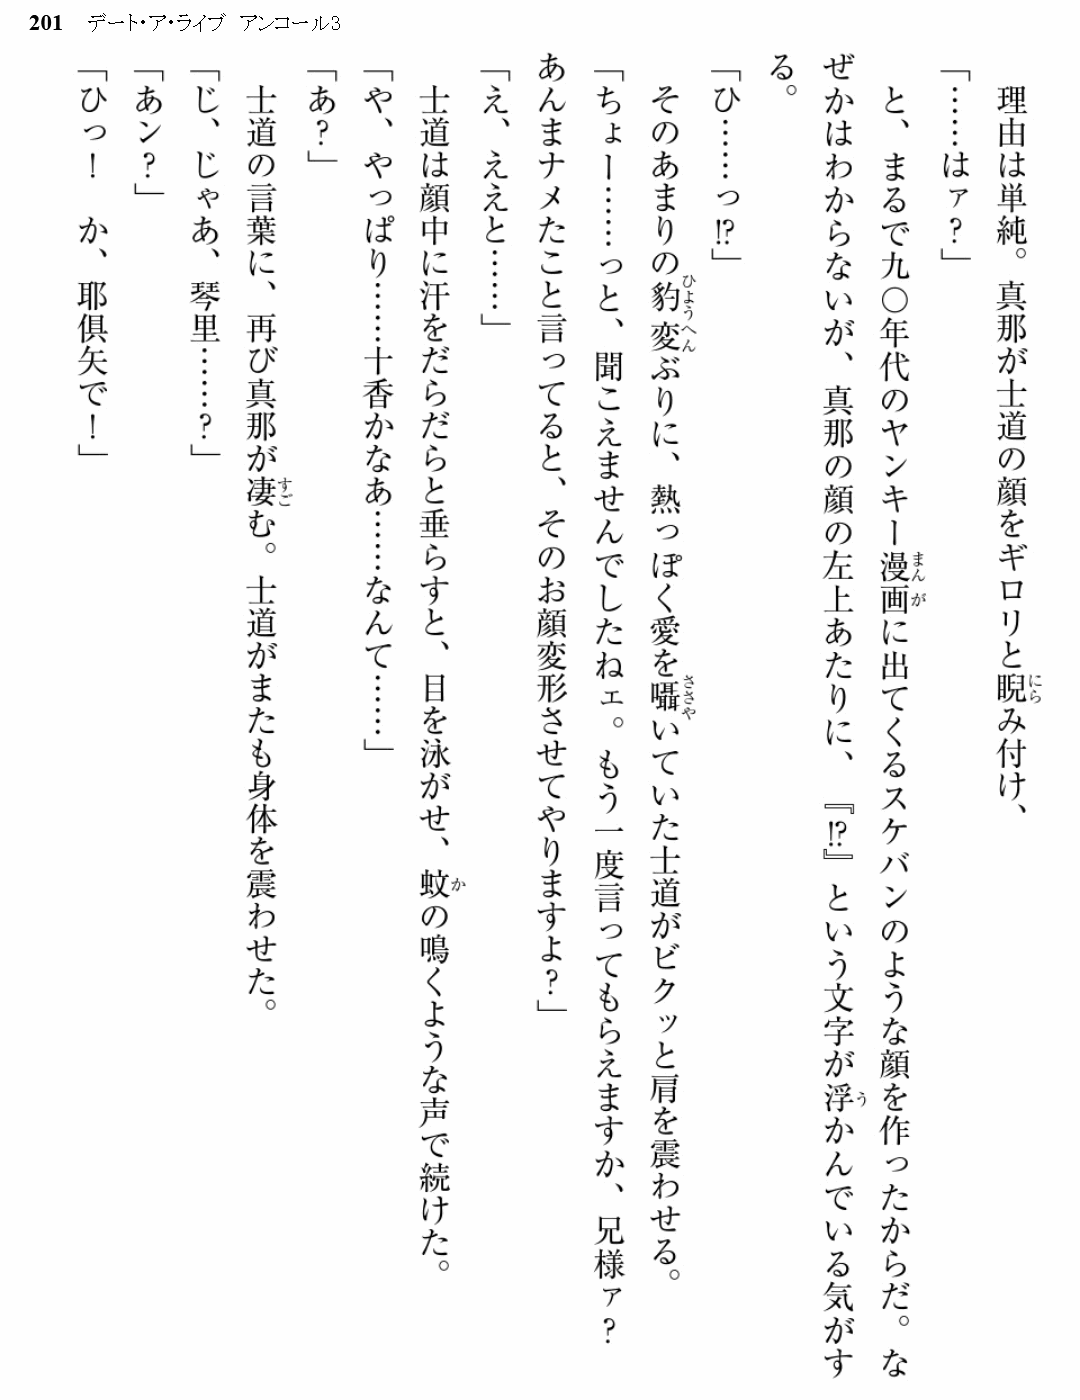 201 デート・ア・ライブ アンコール3
理由は単純。真那が士道の顔をギロリと睨み付け、
「……はァ？」
と、まるで九〇年代のヤンキー漫画に出てくるスケバンのような顔を作ったからだ。な
ぜかはわからないが、真那の顔の左上あたりに、『⁉』という文字が浮かんでいる気がす
る。
「ひ……っ⁉」
そのあまりの豹変ぶりに、熱っぽく愛を囁いていた士道がビクッと肩を震わせる。
「ちょー……っと、聞こえませんでしたねェ。もう一度言ってもらえますか、兄様ァ？
あんまナメたこと言ってると、そのお顔変形させてやりますよ？」
「え、ええと……」
士道は顔中に汗をだらだらと垂らすと、目を泳がせ、蚊の鳴くような声で続けた。
「や、やっぱり……十香かなあ……なんて……」
「あ？」
士道の言葉に、再び真那が凄む。士道がまたも身体を震わせた。
「じ、じゃあ、琴里……？」
「あン？」
「ひっ！　か、耶倶矢で！」